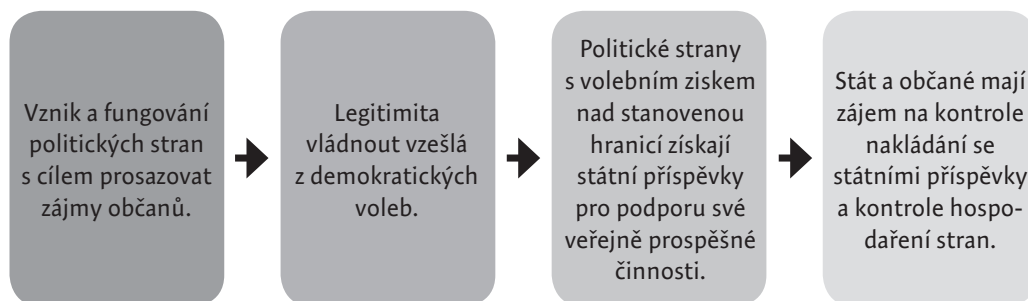 Vznik a fungování
politických stran
s cílem prosazovat
zájmy občanů.
Legitimita
vládnout vzešlá
z demokratických
voleb.
Politické strany
s volebním ziskem
nad stanovenou
hranicí získají
státní příspěvky
pro podporu své
veřejně prospěšné
činnosti.
Stát a občané mají
zájem na kontrole
nakládání se
státními příspěvky
a kontrole hospo-
daření stran.